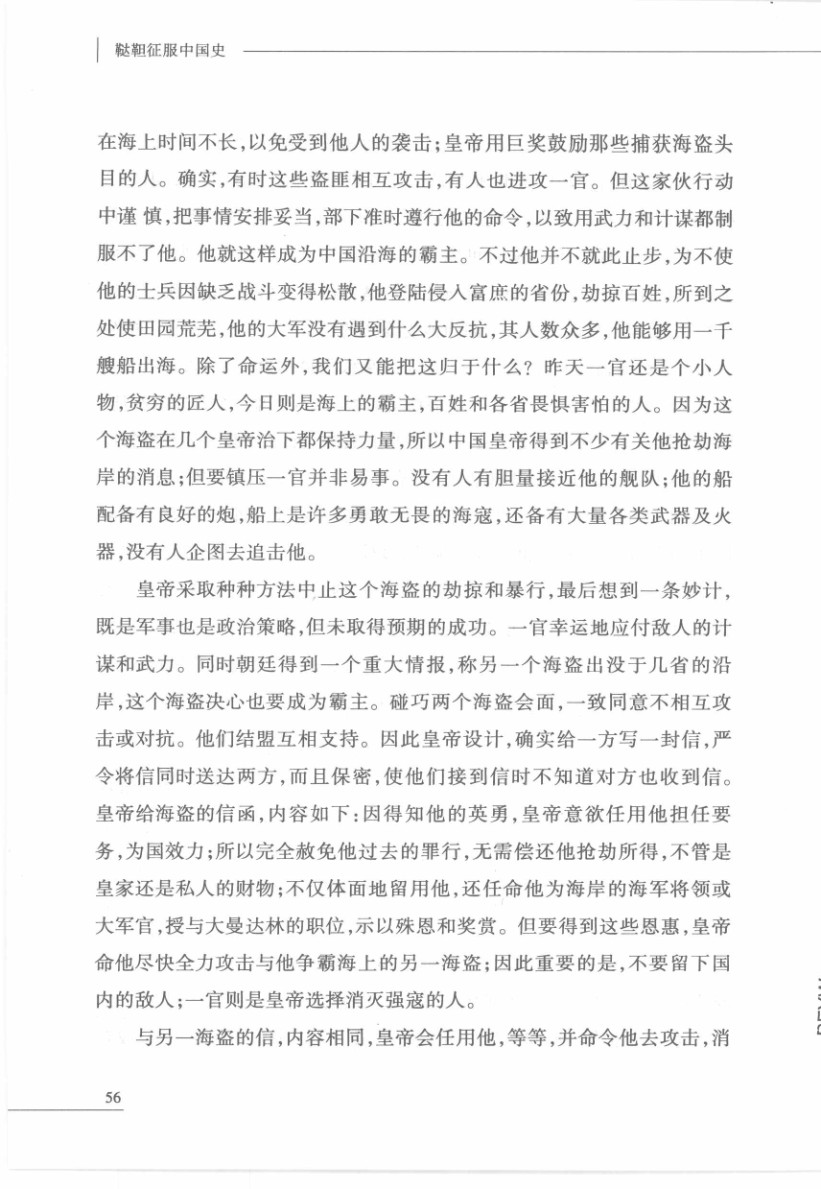 鞑靼征服中国史
在海上时间不长,以免受到他人的袭击;皇帝用巨奖鼓励那些捕获海盗头
目的人。确实,有时这些盗匪相互攻击,有人也进攻一官。但这家伙行动
中谨 慎,把事情安排妥当,部下准时遵行他的命令,以致用武力和计谋都制
服不了他。他就这样成为中国沿海的霸主。不过他并不就此止步,为不使
他的士兵因缺乏战斗变得松散,他登陆侵入富庶的省份,劫掠百姓,所到之
处使田园荒芜,他的大军没有遇到什么大反抗,其人数众多,他能够用一千
艘船出海。除了命运外,我们又能把这归于什么?昨天一官还是个小人
物,贫穷的匠人,今日则是海上的霸主,百姓和各省畏惧害怕的人。因为这
个海盗在几个皇帝治下都保持力量,所以中国皇帝得到不少有关他抢劫海
岸的消息;但要镇压一官并非易事。没有人有胆量接近他的舰队;他的船
配备有良好的炮,船上是许多勇敢无畏的海寇,还备有大量各类武器及火
器,没有人企图去追击他。
皇帝采取种种方法中止这个海盗的劫掠和暴行,最后想到一条妙计,
既是军事也是政治策略,但未取得预期的成功。一官幸运地应付敌人的计
谋和武力。同时朝廷得到一个重大情报,称另一个海盗出没于几省的沿
岸,这个海盗决心也要成为霸主。碰巧两个海盗会面,一致同意不相互攻
击或对抗。他们结盟互相支持。因此皇帝设计,确实给一方写一封信,严
令将信同时送达两方,而且保密,使他们接到信时不知道对方也收到信。
皇帝给海盗的信函,内容如下:因得知他的英勇,皇帝意欲任用他担任要
务,为国效力;所以完全赦免他过去的罪行,无需偿还他抢劫所得,不管是
皇家还是私人的财物;不仅体面地留用他,还任命他为海岸的海军将领或
大军官,授与大曼达林的职位,示以殊恩和奖赏。但要得到这些恩惠,皇帝
命他尽快全力攻击与他争霸海上的另一海盗;因此重要的是,不要留下国
内的敌人;一官则是皇帝选择消灭强寇的人。
与另一海盗的信,内容相同,皇帝会任用他,等等,并命令他去攻击,消
56